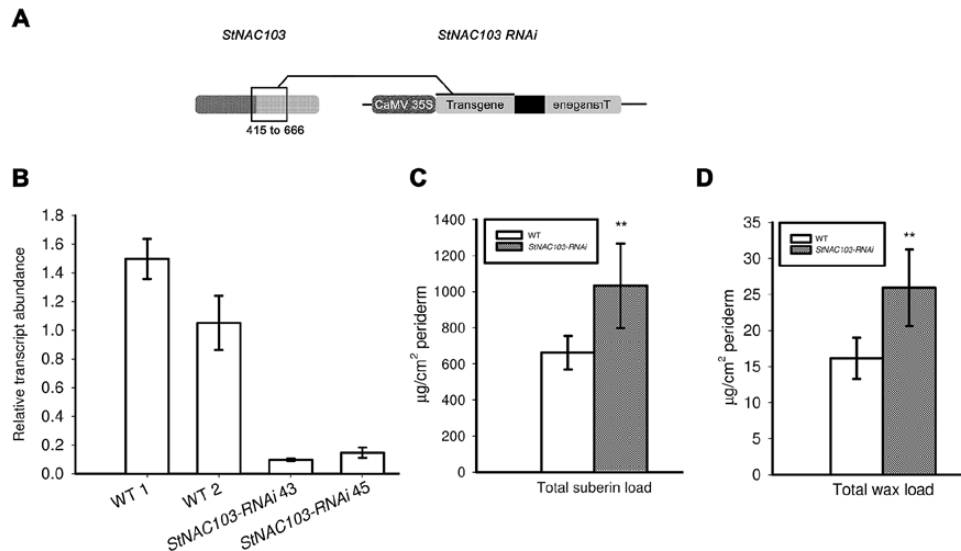 A
StNAC103
StNAC103 RNAi
CaMV 35S
Transgene
Transgene
415 to 666
B
Relative transcript abundance
1.8
1.6
1.4
1.2
1.0
0.8
0.6
0.4
0.2
0.0
WT 1
WT 2
StNAC103-RNAi 43
StNAC103-RNAi 45
C
µg/cm² periderm
1400
1200
1000
800
600
400
200
0
WT
StNAC103-RNAi
**
Total suberin load
D
µg/cm² periderm
35
30
25
20
15
10
5
0
WT
StNAC103-RNAi
**
Total wax load